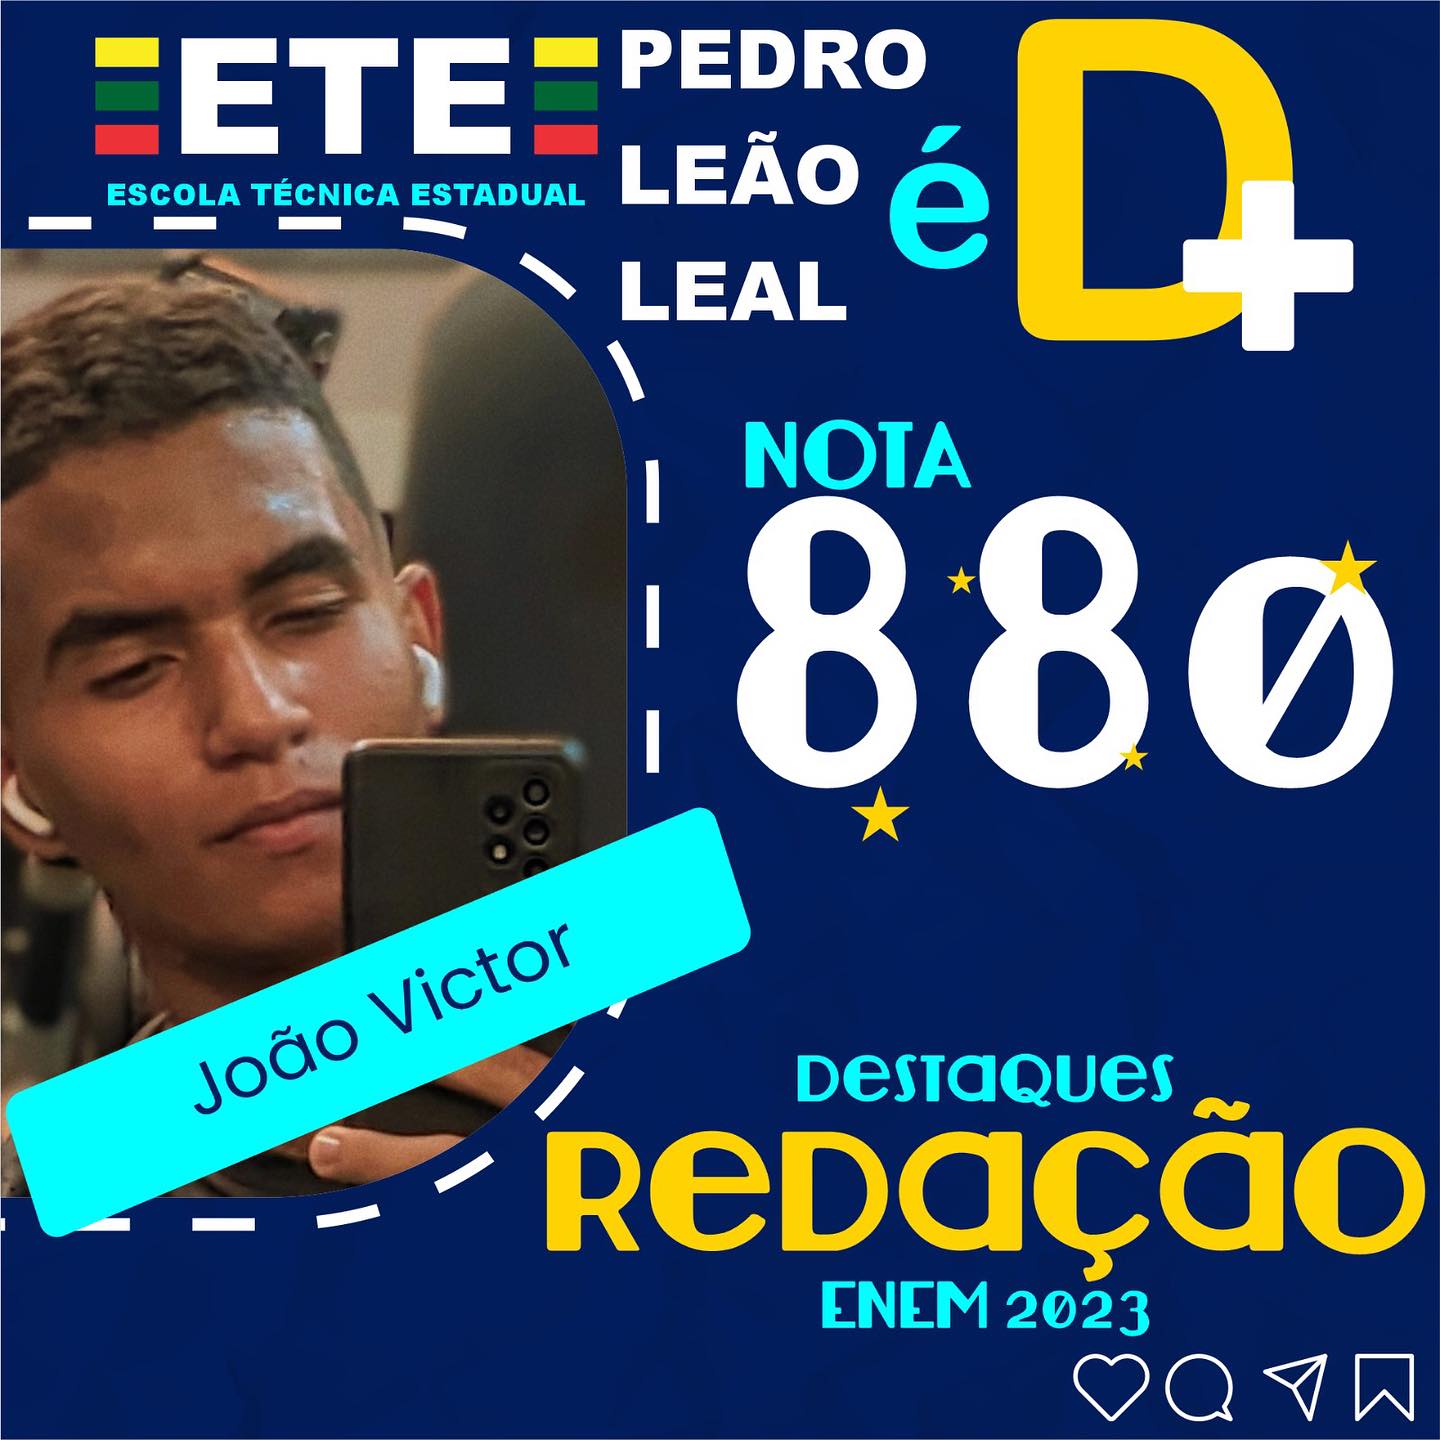 ETE
ESCOLA TÉCNICA ESTADUAL
PEDRO
LEÃO
LEAL
é
D+
NOTA
880
João Victor
DESTAQUES
REDAÇÃO
ENEM 2023